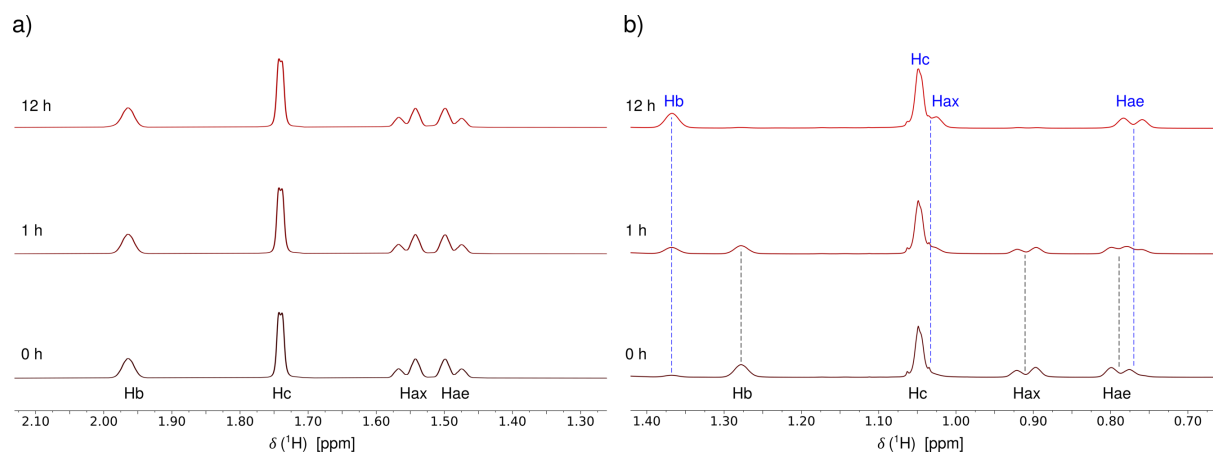 a)
12 h
1 h
0 h
Hb
Hc
Hax
Hae
2.10
2.00
1.90
1.80
1.70
1.60
1.50
1.40
1.30
δ (¹H) [ppm]
b)
Hc
Hb
Hax
Hae
12 h
1 h
0 h
Hb
Hc
Hax
Hae
1.40
1.30
1.20
1.10
1.00
0.90
0.80
0.70
δ (¹H) [ppm]